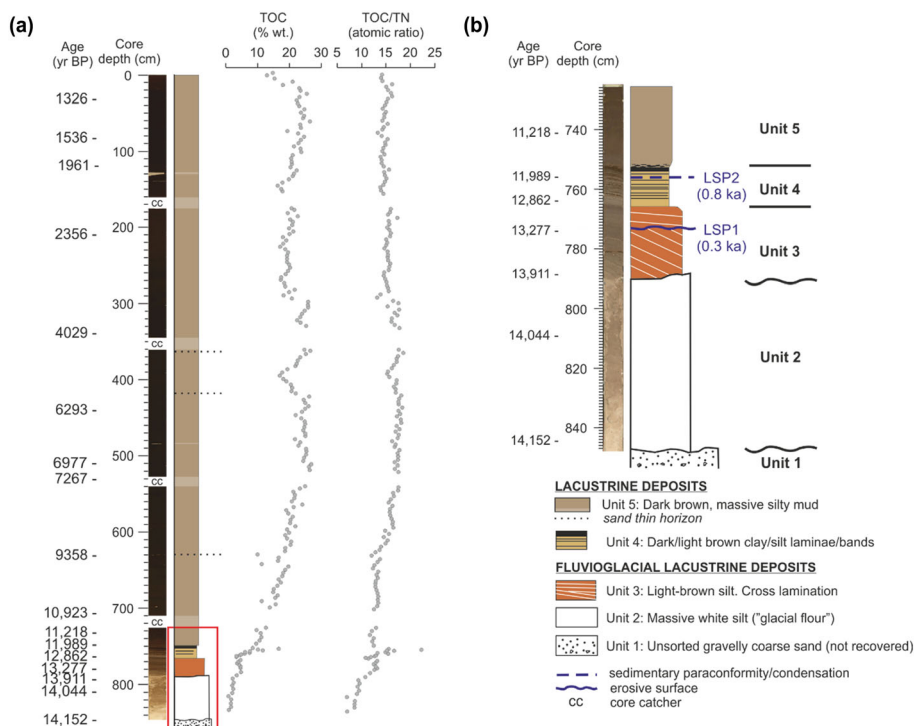 (a)
TOC
(% wt.)
TOC/TN
(atomic ratio)
Age
(yr BP)
Core
depth (cm)
0 10 20 30
5 15 25
0
100
200
300
400
500
600
700
800
1326 -
1536 -
1961 -
2356 -
4029 -
6293 -
6977 -
7267 -
9358 -
10,923 -
11,218 -
11,989 -
12,862 -
13,277 -
13,911 -
14,044 -
14,152 -
cc
cc
cc
cc
(b)
Age
(yr BP)
Core
depth (cm)
11,218 -
11,989 -
12,862 -
13,277 -
13,911 -
14,044 -
14,152 -
740
760
780
800
820
840
LSP2
(0.8 ka)
LSP1
(0.3 ka)
Unit 5
Unit 4
Unit 3
Unit 2
Unit 1
LACUSTRINE DEPOSITS
Unit 5: Dark brown, massive silty mud
sand thin horizon
Unit 4: Dark/light brown clay/silt laminae/bands
FLUVIOGLACIAL LACUSTRINE DEPOSITS
Unit 3: Light-brown silt. Cross lamination
Unit 2: Massive white silt ("glacial flour")
Unit 1: Unsorted gravelly coarse sand (not recovered)
sedimentary paraconformity/condensation
erosive surface
cc core catcher